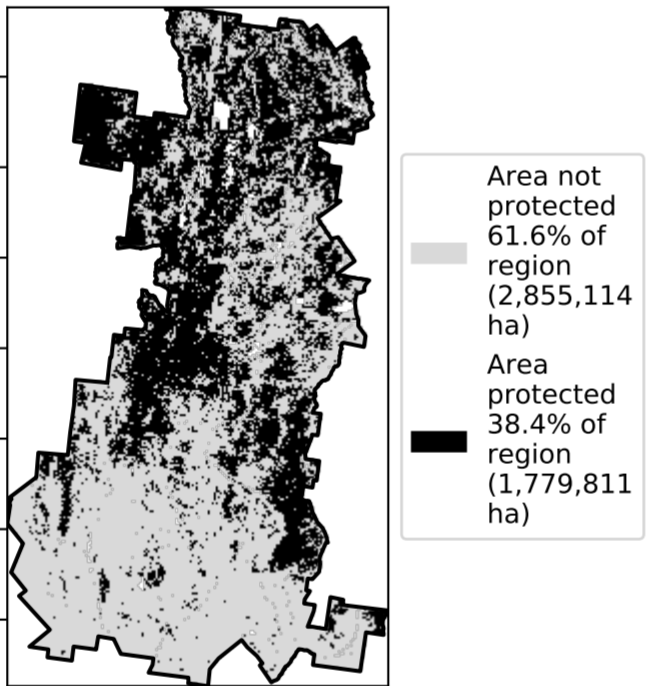 Area not
protected
61.6% of
region
(2,855,114
ha)
Area
protected
38.4% of
region
(1,779,811
ha)